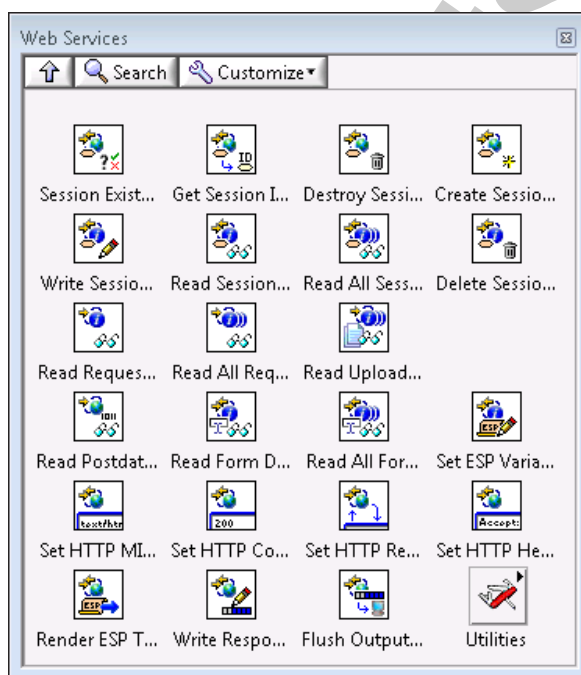 Web Services
Search Customize
Session Exist... Get Session I... Destroy Sessi... Create Sessio...
Write Sessio... Read Session... Read All Sess... Delete Sessio...
Read Reques... Read All Req... Read Upload...
Read Postdat... Read Form D... Read All For... Set ESP Varia...
Set HTTP MI... Set HTTP Co... Set HTTP Re... Set HTTP He...
Render ESP T... Write Respo... Flush Output... Utilities